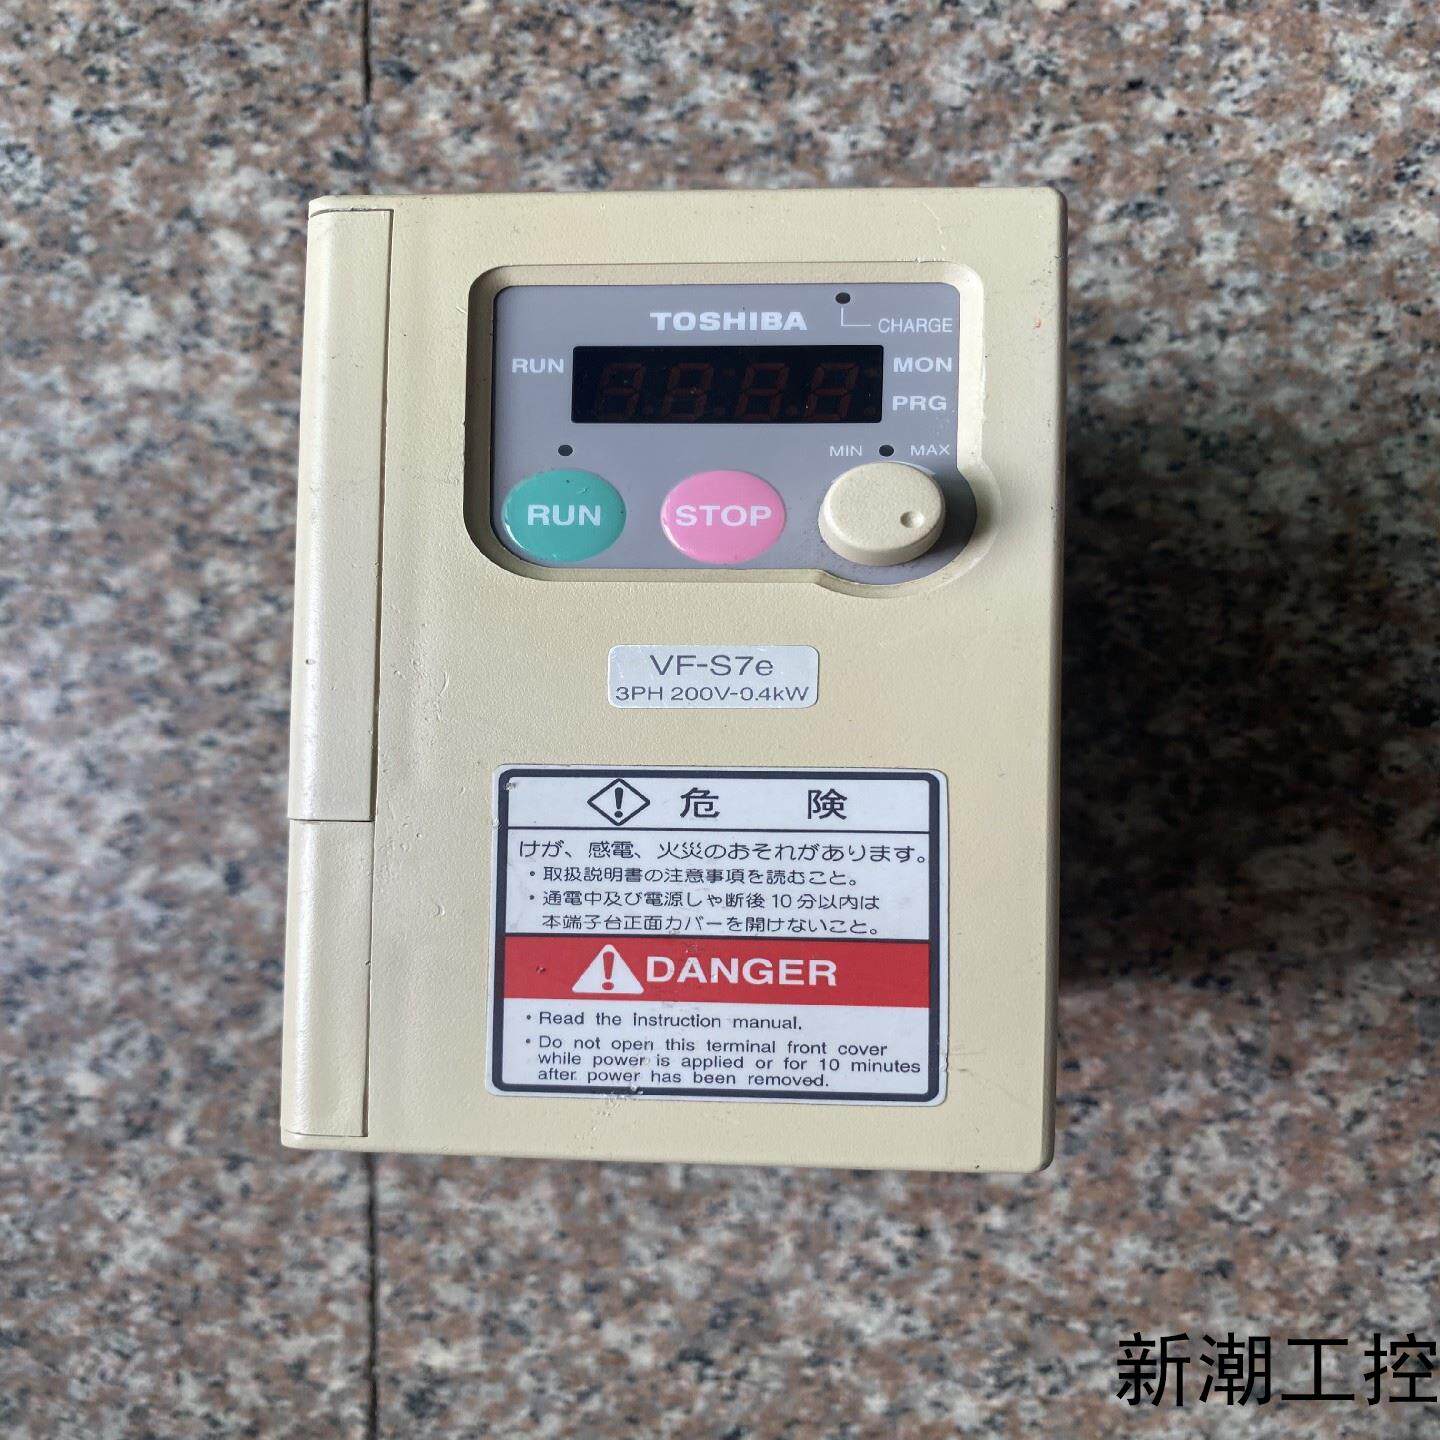 TOSHIBA
CHARGE
RUN
MON
PRG
MIN MAX
RUN STOP
VF-S7e
3PH 200V-0.4kW
危 険
けが、感電、火災のおそれがあります。
・取扱説明書の注意事項を読むこと。
・通電中及び電源しゃ断後10分以内は
本端子台正面カバーを開けないこと。
DANGER
・Read the instruction manual.
・Do not open this terminal front cover
while power is applied or for 10 minutes
after power has been removed.
新潮工控